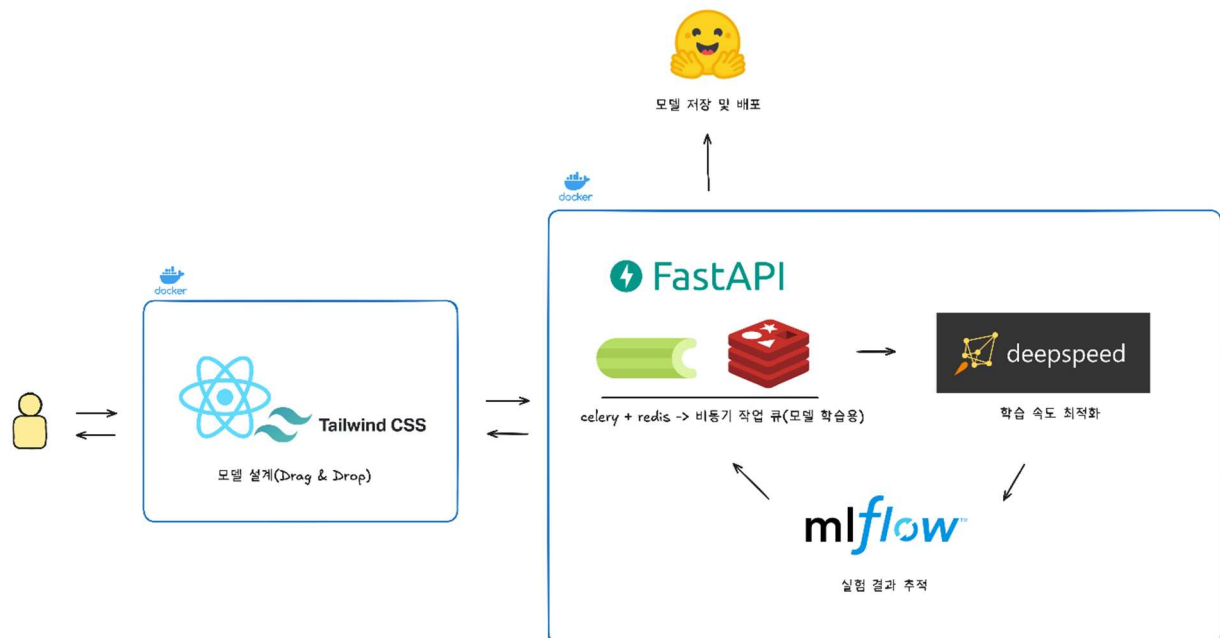 모델 저장 및 배포
docker
FastAPI
docker
deepspeed
Tailwind CSS
celery + redis -> 비동기 작업 큐(모델 학습용)
학습 속도 최적화
모델 설계(Drag & Drop)
mlflow™
실험 결과 추적